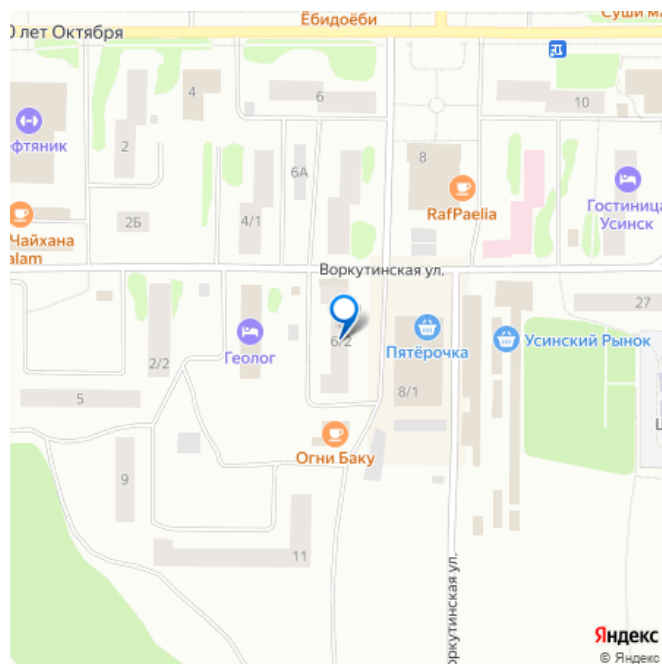 Ёбидоёби
Суши ма
0 лет Октября
4
6
10
фтяник
2
6А
8
RafPaelia
Гостиница
Усинск
Чайхана
alam
2Б
4/1
Воркутинская ул.
27
Геолог
6/2
Пятёрочка
Усинский Рынок
2/2
5
8/1
Ц
Огни Баку
9
11
оркутинская ул.
Яндекс
© Яндекс